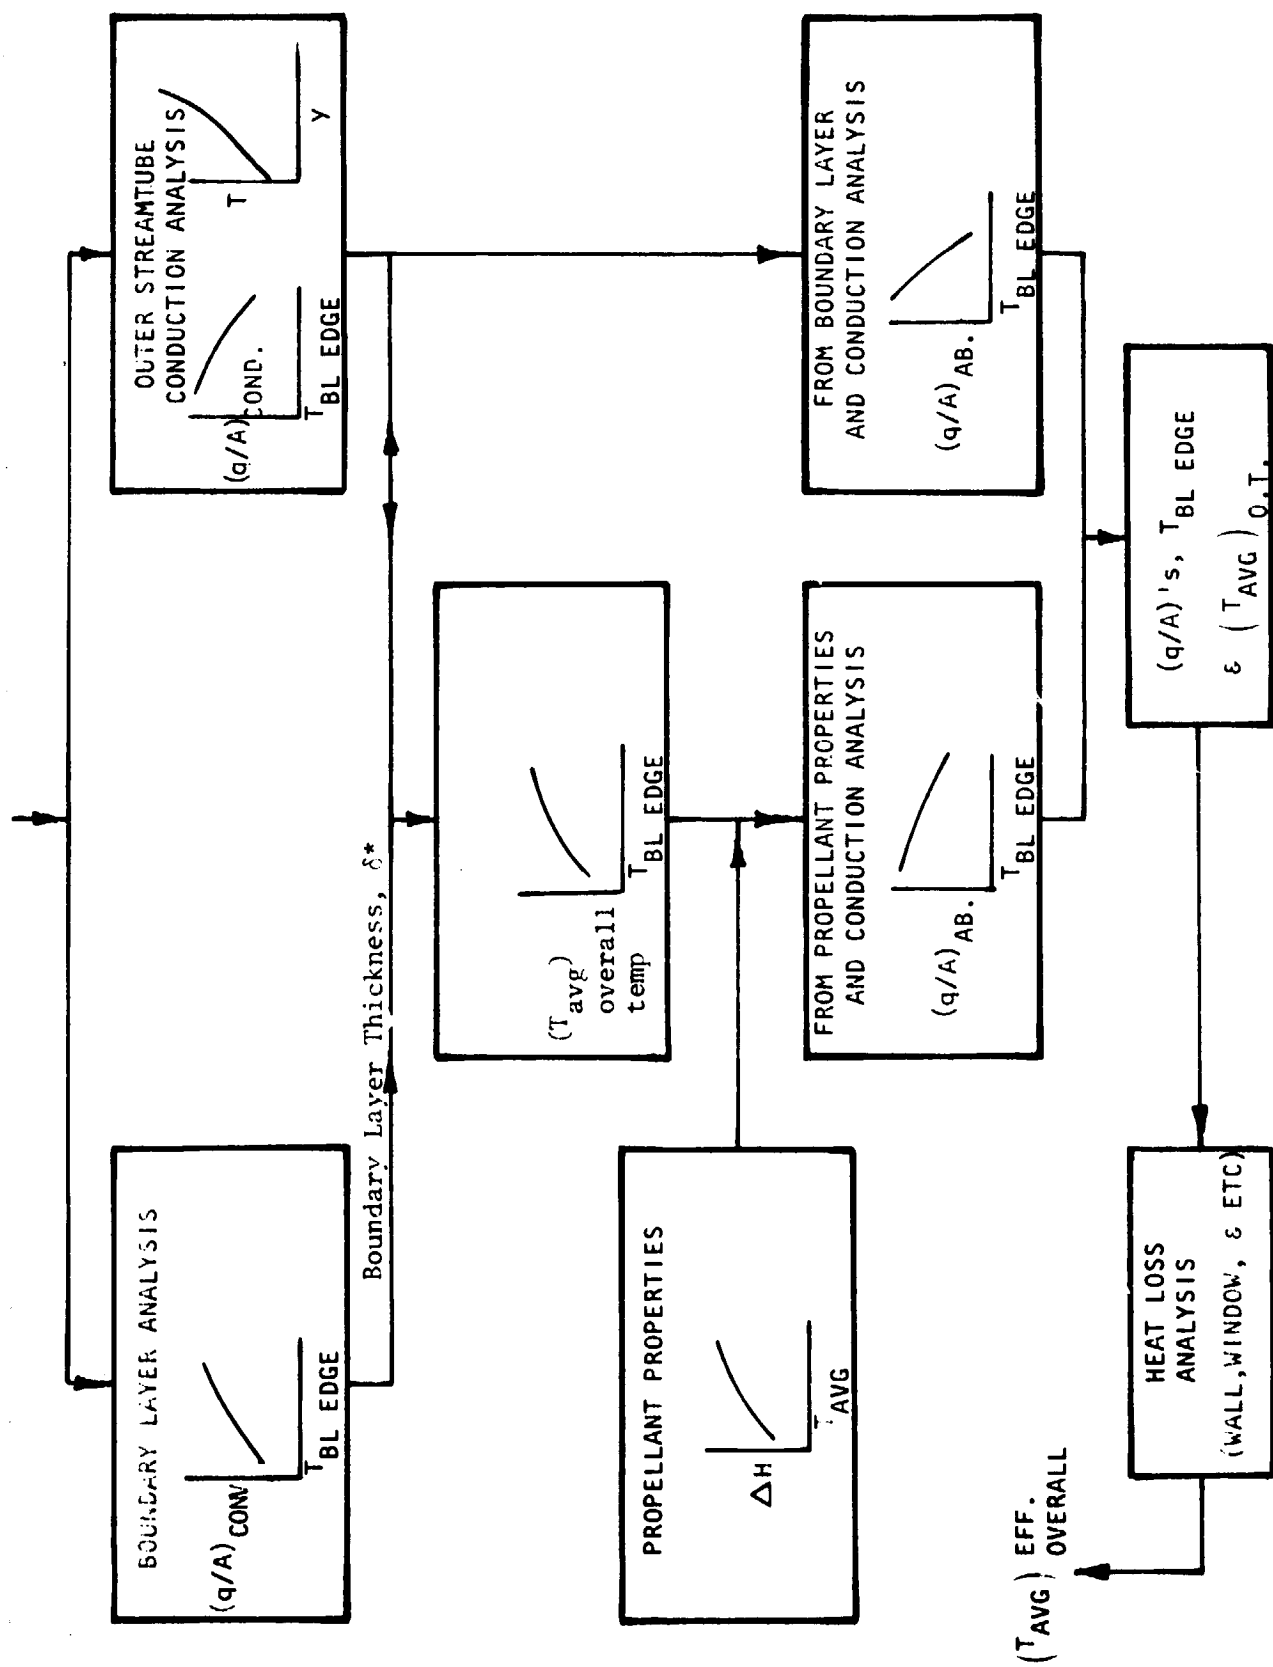 BOUNDARY LAYER ANALYSIS
(q/A)CONV
TBL EDGE
OUTER STREAMTUBE
CONDUCTION ANALYSIS
(q/A)COND.
TBL EDGE
T
y
Boundary Layer Thickness, δ*
(Tavg)
overall
temp
TBL EDGE
PROPELLANT PROPERTIES
ΔH
TAVG
FROM PROPELLANT PROPERTIES
AND CONDUCTION ANALYSIS
(q/A)AB.
TBL EDGE
FROM BOUNDARY LAYER
AND CONDUCTION ANALYSIS
(q/A)AB.
TBL EDGE
(q/A)'s, TBL EDGE
& (TAVG)O.T.
HEAT LOSS
ANALYSIS
(WALL,WINDOW, & ETC)
(TAVG) EFF.
OVERALL